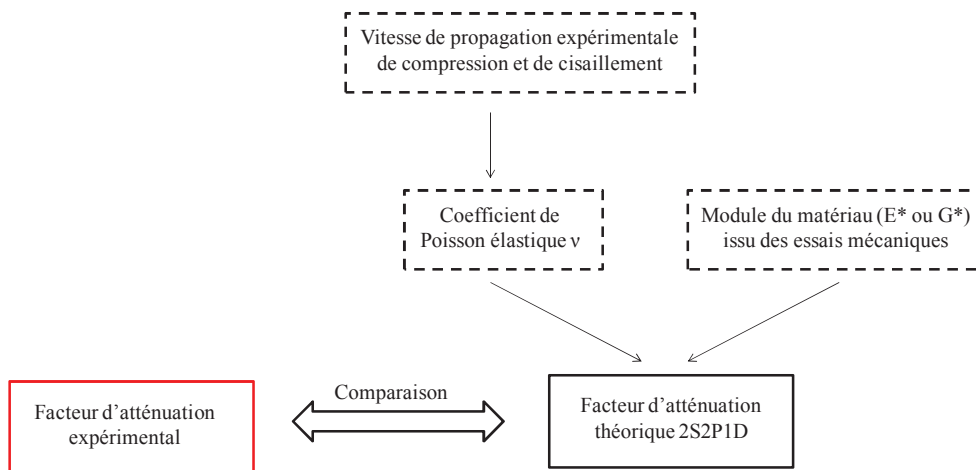 Vitesse de propagation expérimentale
de compression et de cisaillement
Coefficient de
Poisson élastique ν
Module du matériau (E* ou G*)
issu des essais mécaniques
Comparaison
Facteur d’atténuation
expérimental
Facteur d’atténuation
théorique 2S2P1D